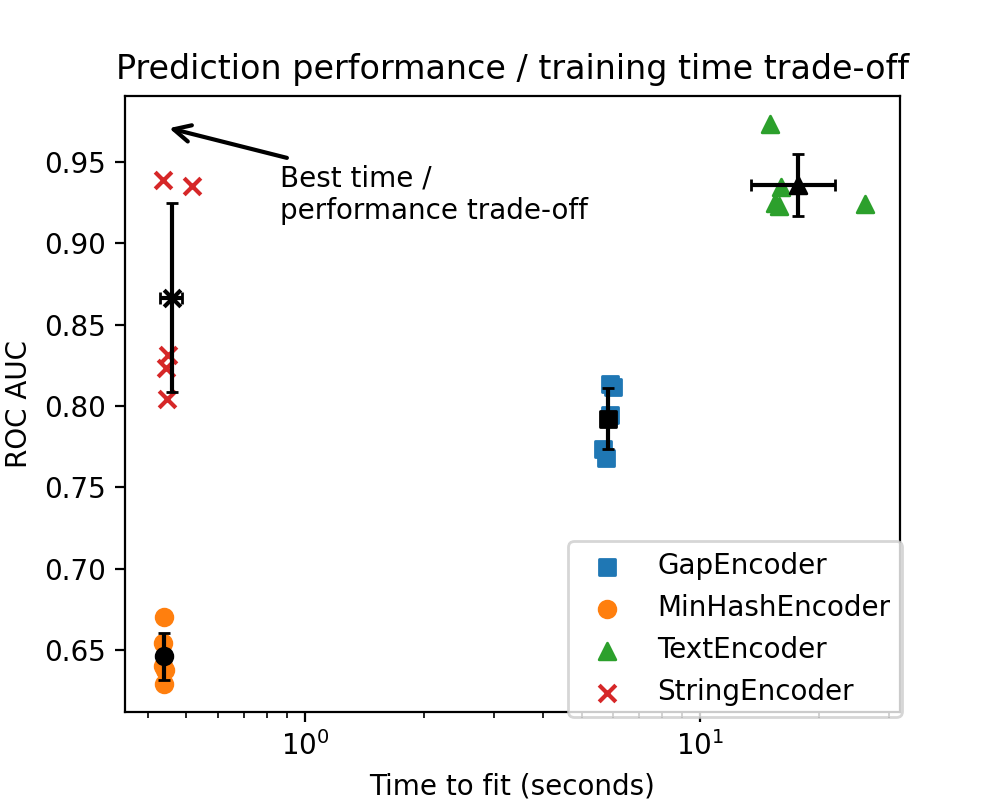 Prediction performance / training time trade-off
Best time /
performance trade-off
0.95
0.90
0.85
0.80
0.75
0.70
0.65
ROC AUC
GapEncoder
MinHashEncoder
TextEncoder
StringEncoder
10⁰
10¹
Time to fit (seconds)